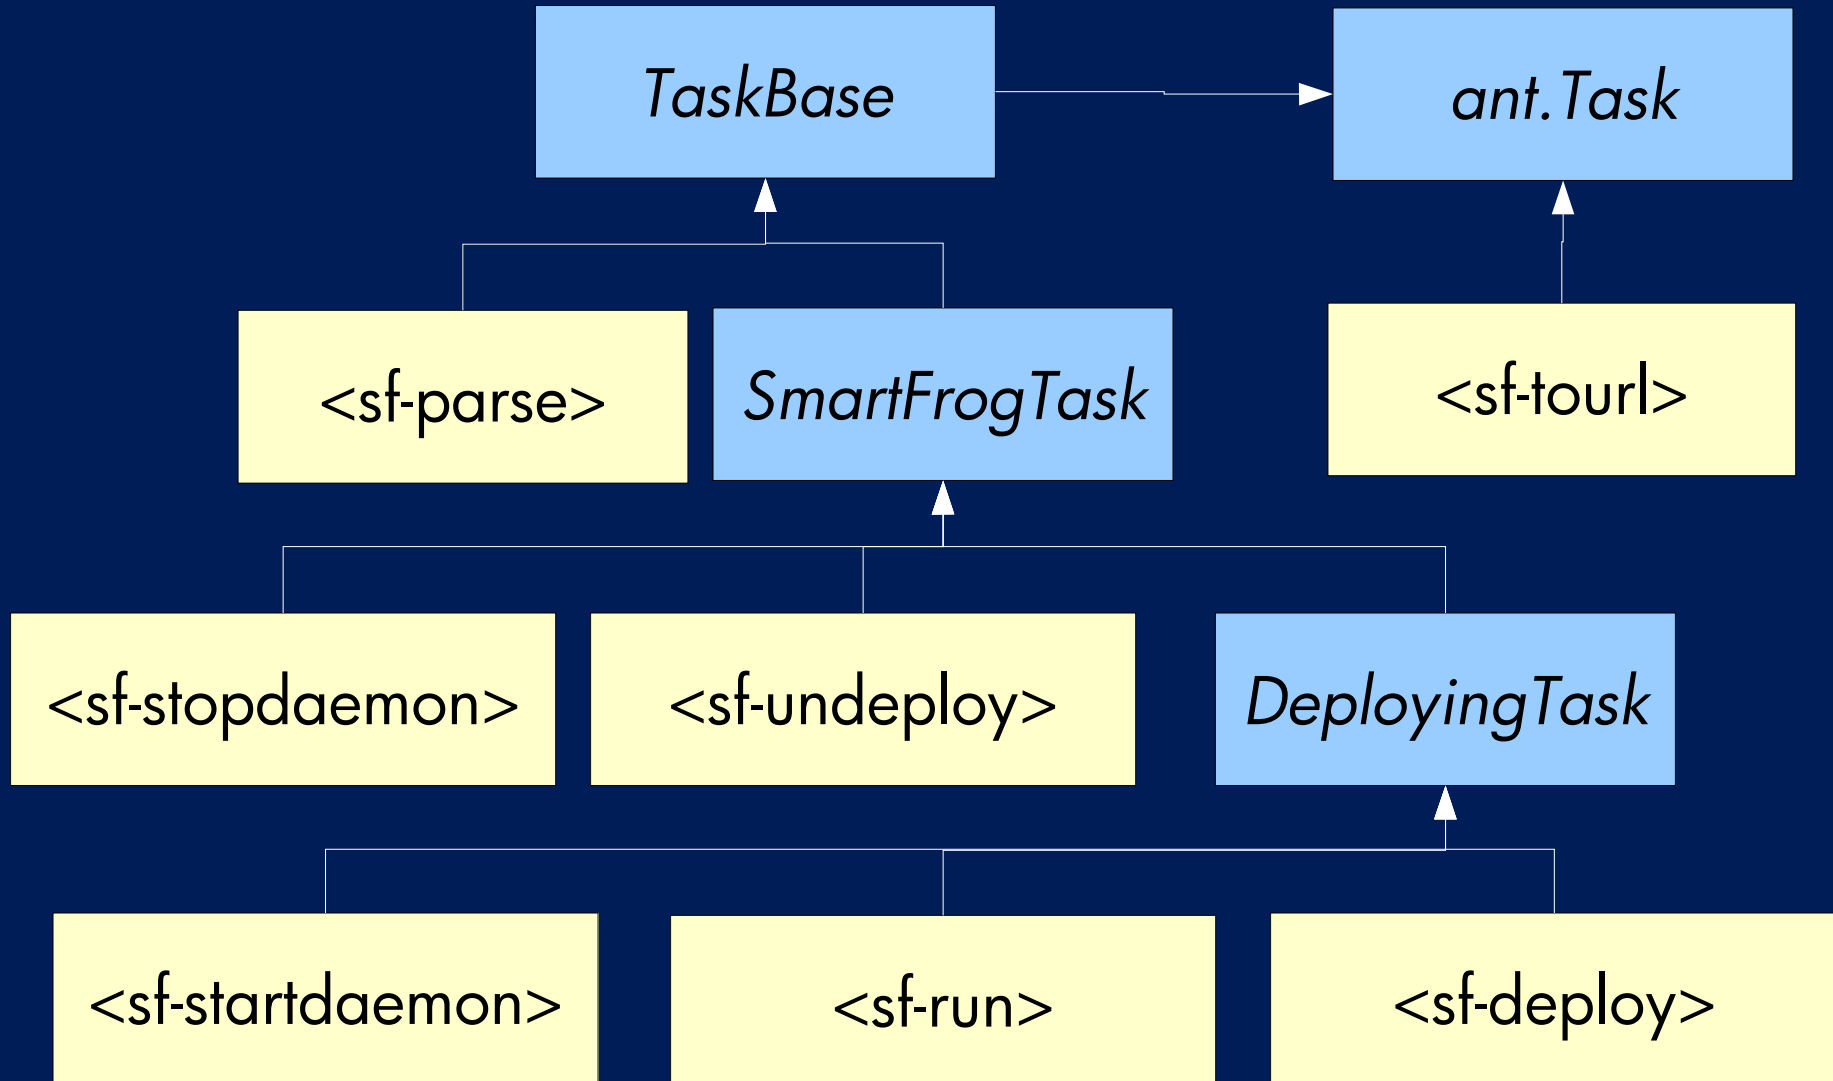 TaskBase
ant.Task
<sf-parse>
SmartFrogTask
<sf-tourl>
<sf-stopdaemon>
<sf-undeploy>
DeployingTask
<sf-startdaemon>
<sf-run>
<sf-deploy>